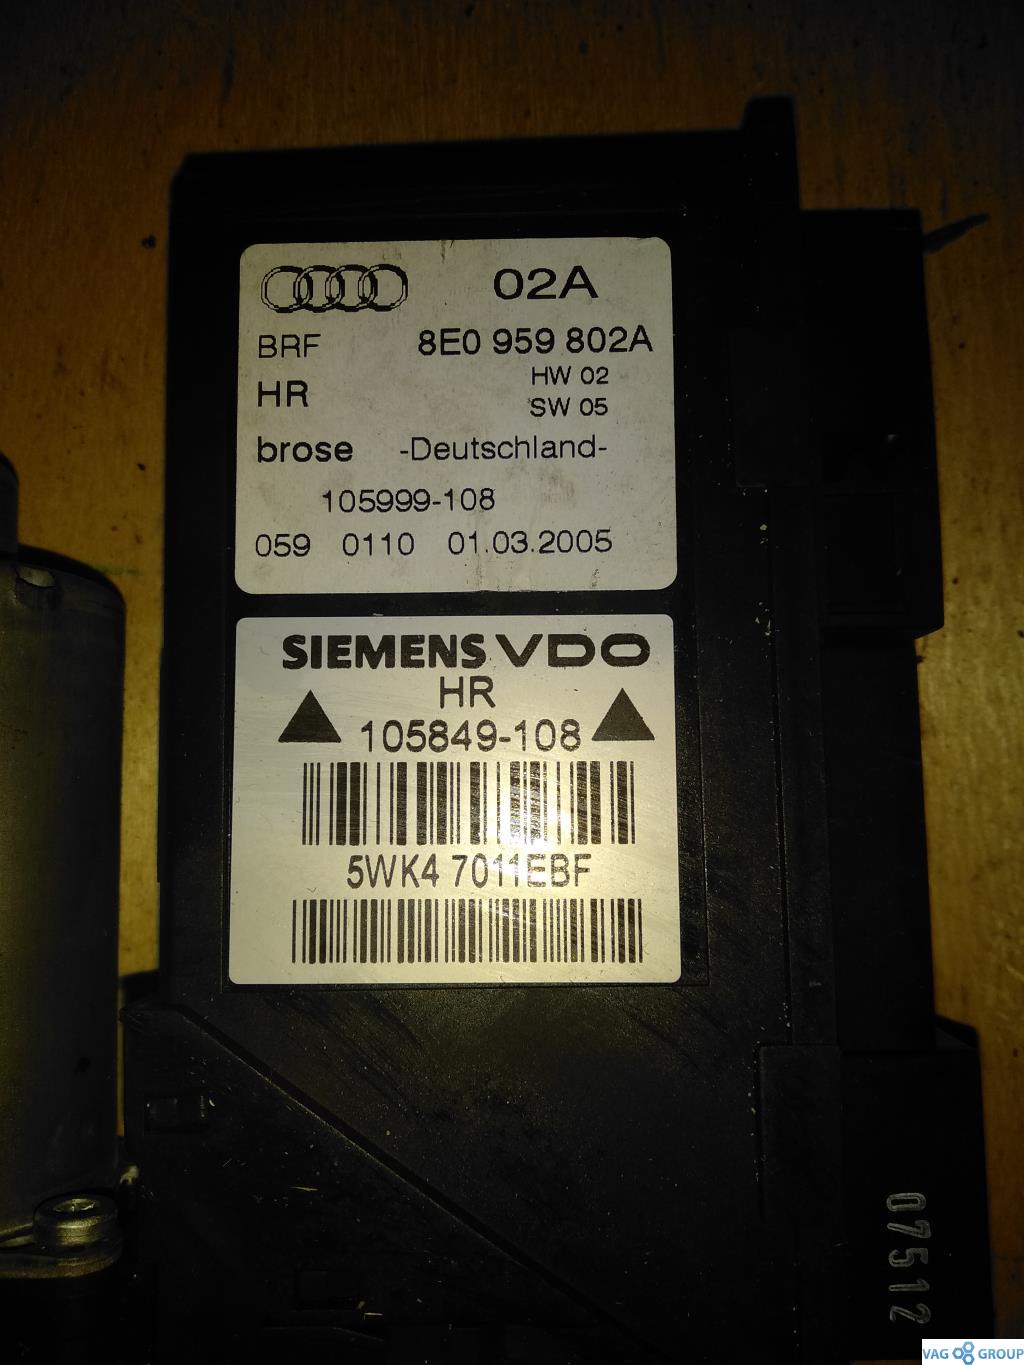 02A
BRF 8E0 959 802A
HW 02
HR
SW 05
brose -Deutschland-
105999-108
059 0110 01.03.2005
SIEMENS VDO
HR
105849-108
5WK4 7011EBF
07512
VAG GROUP